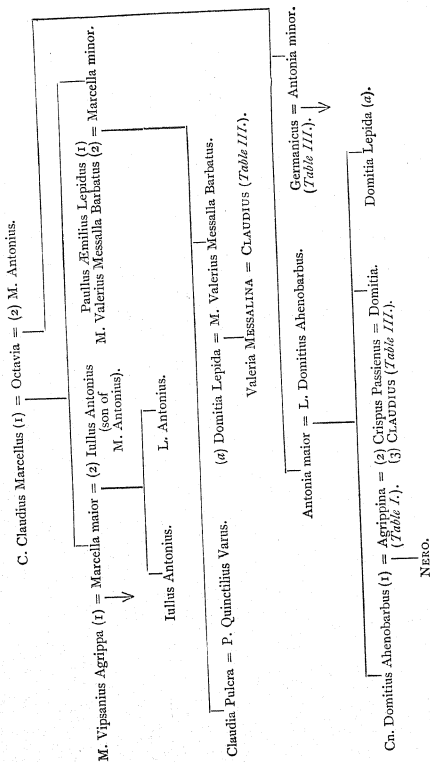 C. Claudius Marcellus (1) = Octavia = (2) M. Antonius.
M. Vipsanius Agrippa (1) = Marcella maior = (2) Iullus Antonius
(son of
M. Antonius).
Paullus Æmilius Lepidus (1)
M. Valerius Messalla Barbatus (2) = Marcella minor.
Iullus Antonius.
L. Antonius.
Claudia Pulcra = P. Quinctilius Varus.
(a) Domitia Lepida = M. Valerius Messalla Barbatus.
Valeria MESSALINA = CLAUDIUS (Table III.).
Antonia maior = L. Domitius Ahenobarbus.
Germanicus = Antonia minor.
(Table III.).
Cn. Domitius Ahenobarbus (1) = Agrippina = (2) Crispus Passienus = Domitia.
(Table I.). (3) CLAUDIUS (Table III.).
Domitia Lepida (a).
NERO.